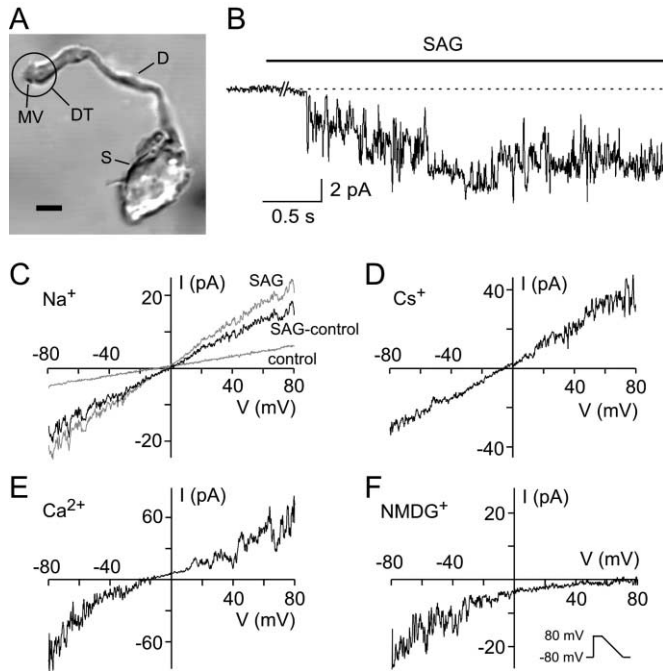 A
D
MV
DT
S
B
SAG
2 pA
0.5 s
C
Na+
I (pA)
20
SAG
SAG-control
control
-80
-40
40
80
V (mV)
-20
D
Cs+
40
I (pA)
-80
-40
40
80
V (mV)
-40
E
Ca2+
I (pA)
60
-80
-40
40
80
V (mV)
-60
F
NMDG+
I (pA)
20
V (mV)
-80
-40
40
80
-20
80 mV
-80 mV